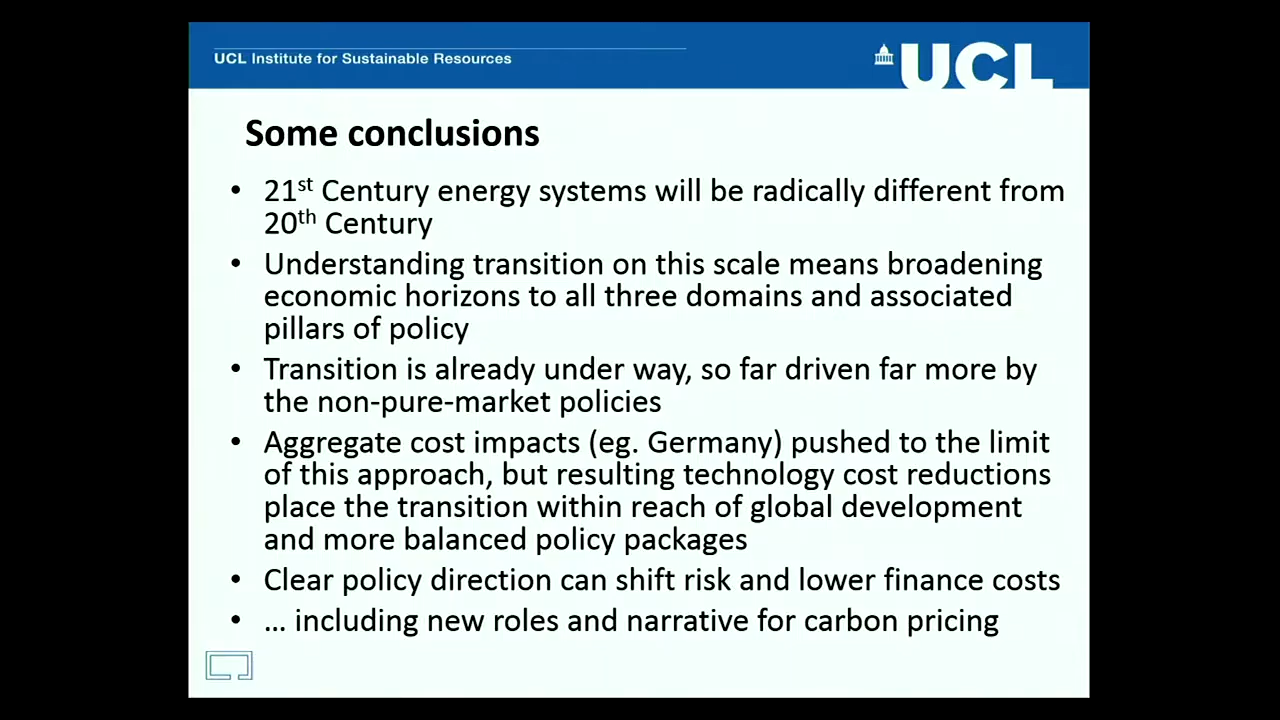 UCL Institute for Sustainable Resources
UCL
Some conclusions
• 21st Century energy systems will be radically different from
20th Century
• Understanding transition on this scale means broadening
economic horizons to all three domains and associated
pillars of policy
• Transition is already under way, so far driven far more by
the non-pure-market policies
• Aggregate cost impacts (eg. Germany) pushed to the limit
of this approach, but resulting technology cost reductions
place the transition within reach of global development
and more balanced policy packages
• Clear policy direction can shift risk and lower finance costs
• ... including new roles and narrative for carbon pricing